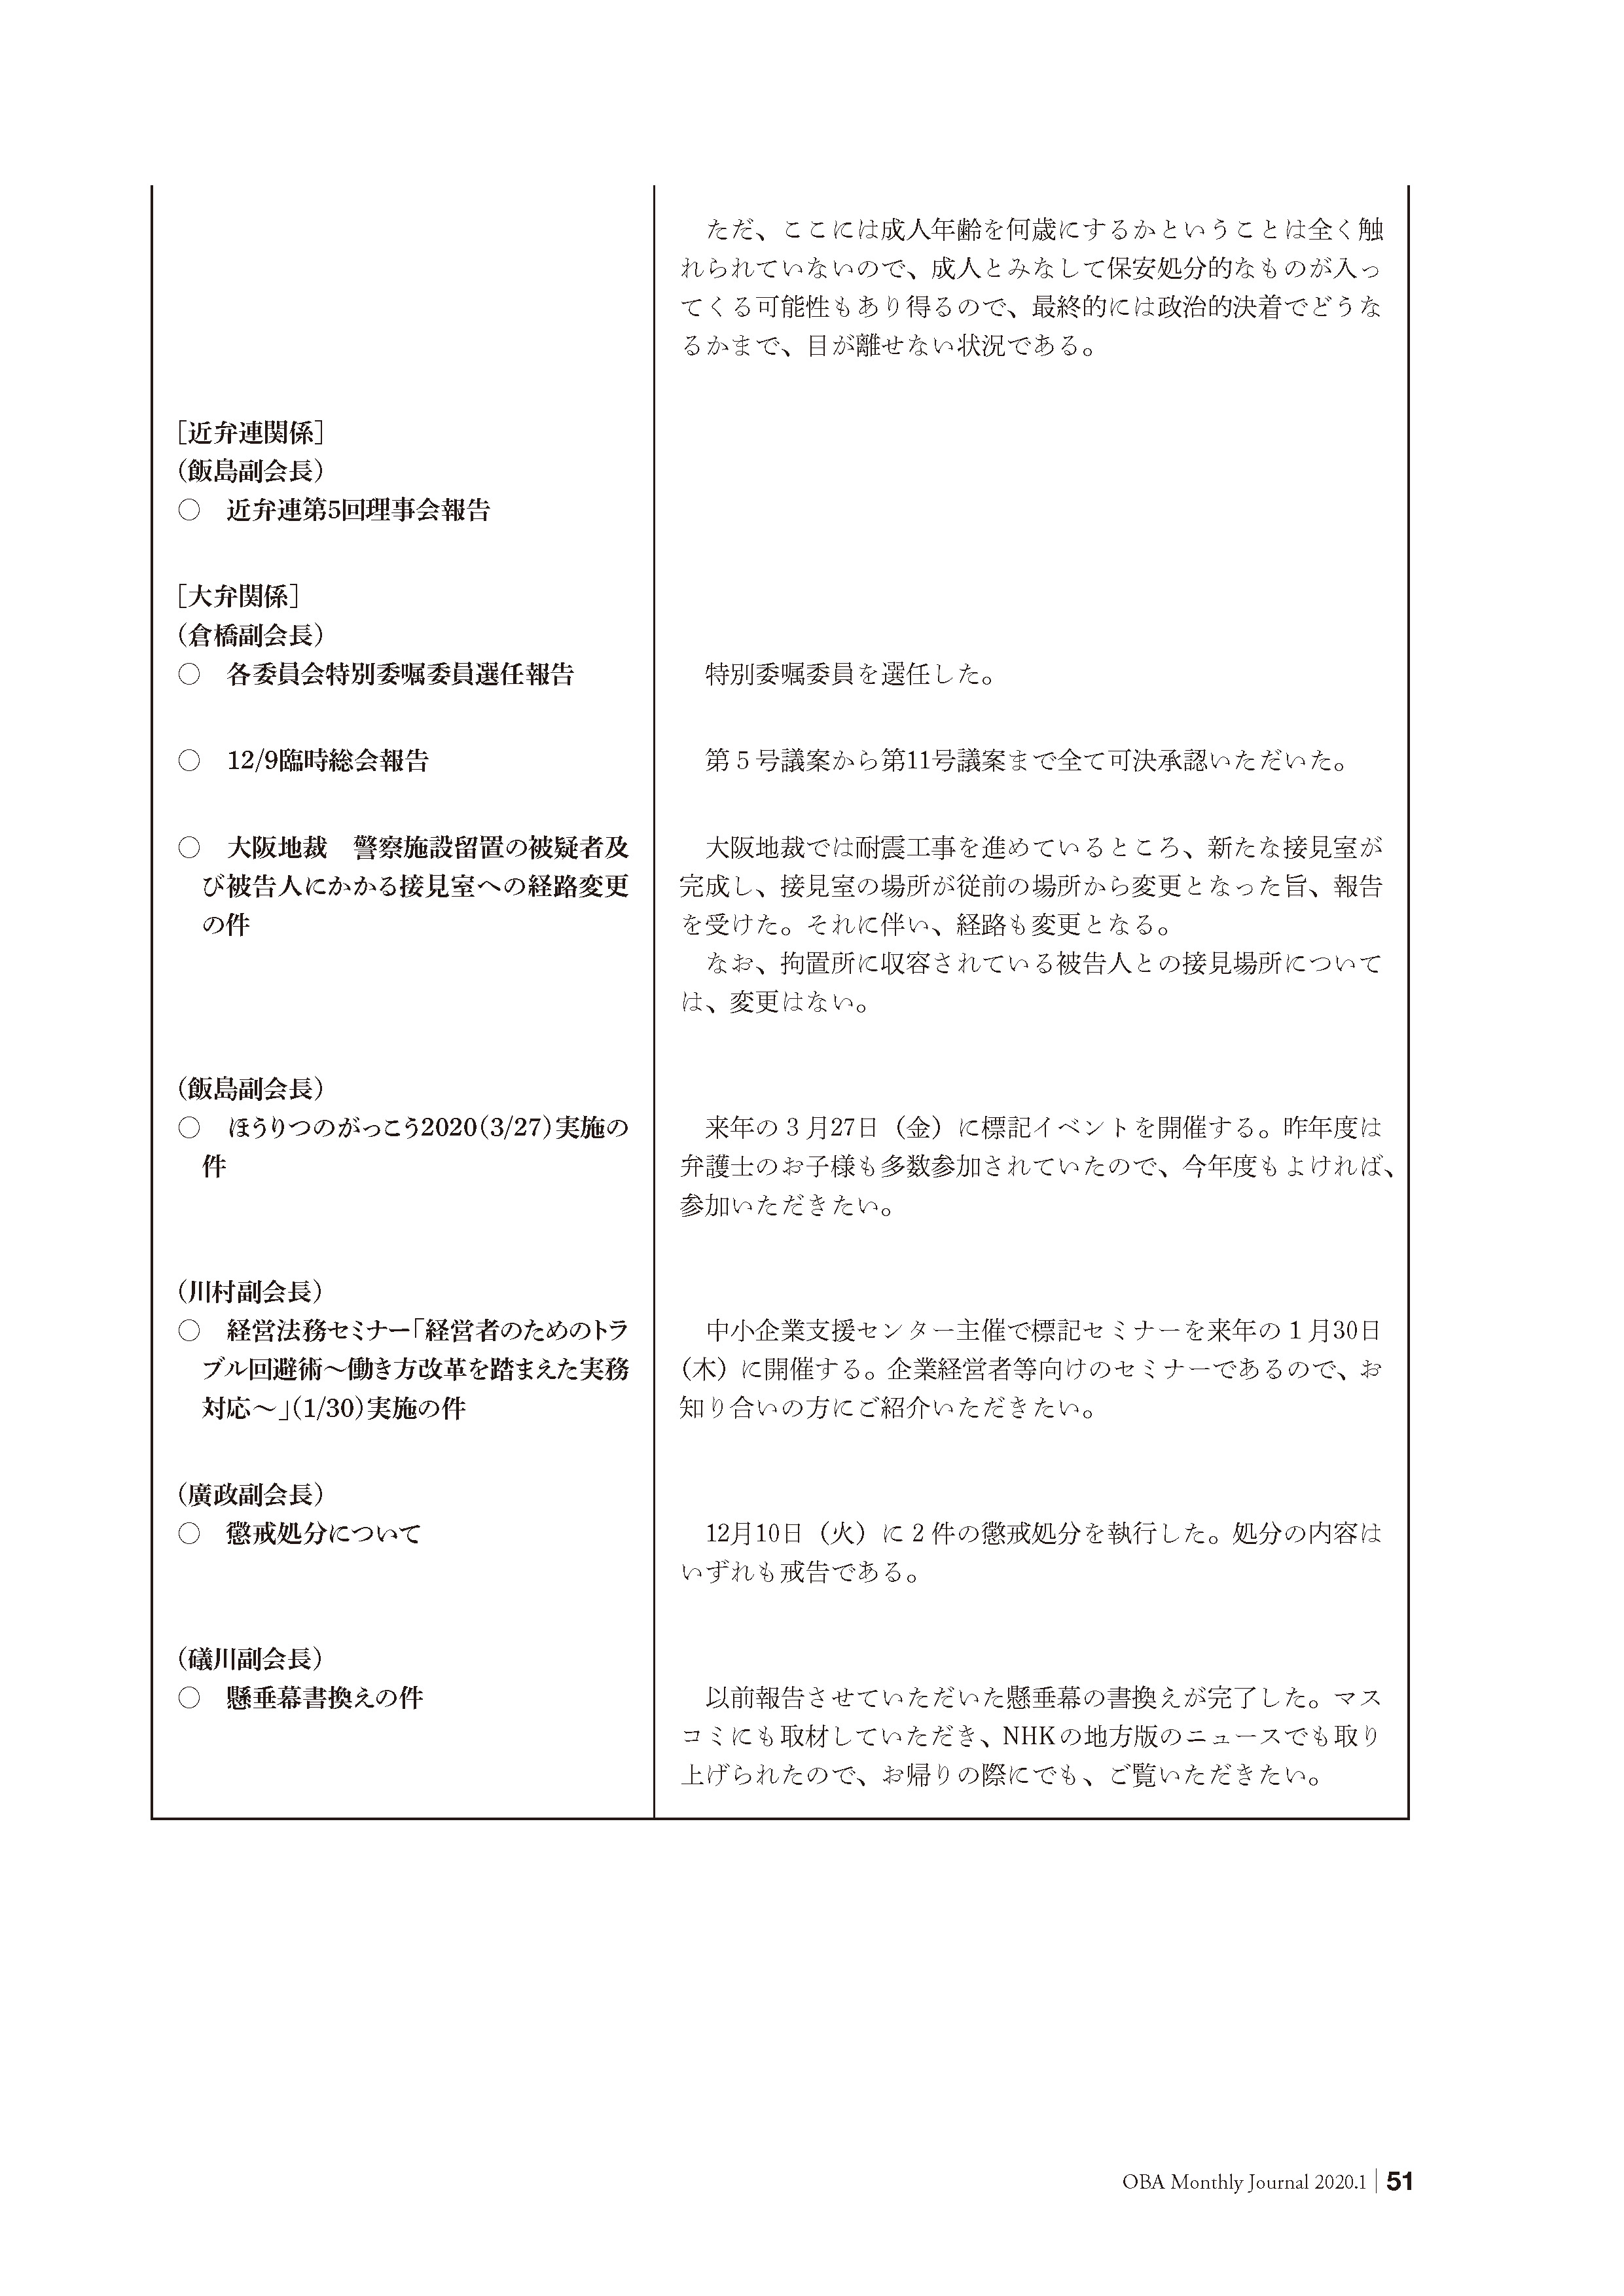 ただ、ここには成人年齢を何歳にするかということは全く触
れられていないので、成人とみなして保安処分的なものが入っ
てくる可能性もあり得るので、最終的には政治的決着でどうな
るかまで、目が離せない状況である。
［近弁連関係］
（飯島副会長）
○　近弁連第5回理事会報告
［大弁関係］
（倉橋副会長）
○　各委員会特別委嘱委員選任報告
特別委嘱委員を選任した。
○　12/9臨時総会報告
第５号議案から第11号議案まで全て可決承認いただいた。
○　大阪地裁　警察施設留置の被疑者及
び被告人にかかる接見室への経路変更
の件
大阪地裁では耐震工事を進めているところ、新たな接見室が
完成し、接見室の場所が従前の場所から変更となった旨、報告
を受けた。それに伴い、経路も変更となる。
なお、拘置所に収容されている被告人との接見場所について
は、変更はない。
（飯島副会長）
○　ほうりつのがっこう2020（3/27）実施の
件
来年の３月27日（金）に標記イベントを開催する。昨年度は
弁護士のお子様も多数参加されていたので、今年度もよければ、
参加いただきたい。
（川村副会長）
○　経営法務セミナー「経営者のためのトラ
ブル回避術～働き方改革を踏まえた実務
対応～」（1/30）実施の件
中小企業支援センター主催で標記セミナーを来年の１月30日
（木）に開催する。企業経営者等向けのセミナーであるので、お
知り合いの方にご紹介いただきたい。
（廣政副会長）
○　懲戒処分について
12月10日（火）に２件の懲戒処分を執行した。処分の内容は
いずれも戒告である。
（礒川副会長）
○　懸垂幕書換えの件
以前報告させていただいた懸垂幕の書換えが完了した。マス
コミにも取材していただき、NHKの地方版のニュースでも取り
上げられたので、お帰りの際にでも、ご覧いただきたい。
OBA Monthly Journal 2020.1 | 51